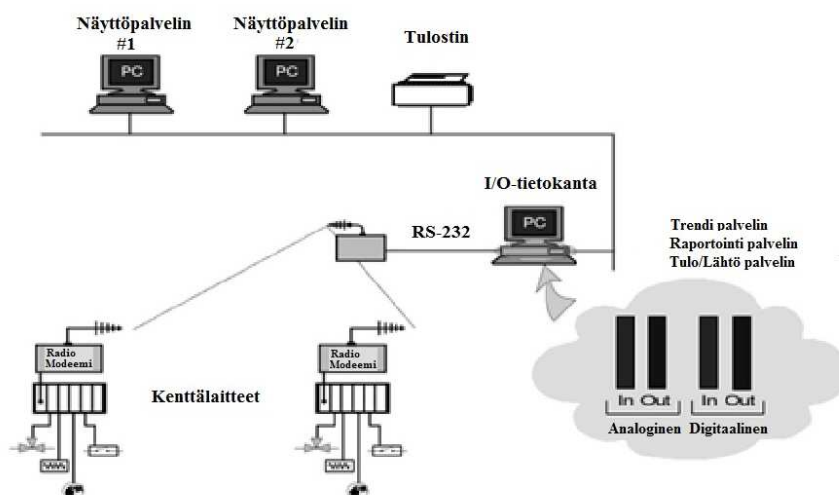 Näyttöpalvelin
#1
Näyttöpalvelin
#2
Tulostin
PC
PC
I/O-tietokanta
PC
RS-232
Trendi palvelin
Raportointi palvelin
Tulo/Lähtö palvelin
Radio
Modeemi
Radio
Modeemi
Kenttälaitteet
In Out
In Out
Analoginen
Digitaalinen